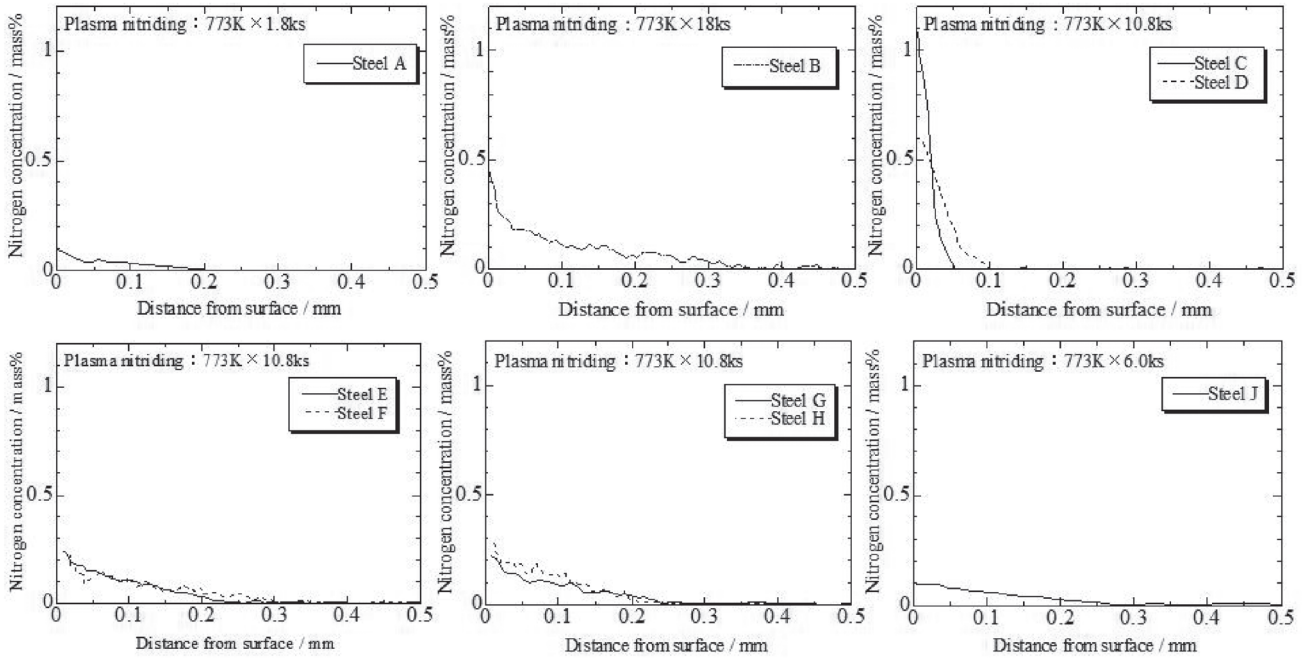 Plasma nitriding：773K×1.8ks
Steel A
Nitrogen concentration / mass%
1
0.5
0
0 0.1 0.2 0.3 0.4 0.5
Distance from surface / mm
Plasma nitriding：773K×18ks
Steel B
Nitrogen concentration / mass%
1
0.5
0
0 0.1 0.2 0.3 0.4 0.5
Distance from surface / mm
Plasma nitriding：773K×10.8ks
Steel C
Steel D
Nitrogen concentration / mass%
1
0.5
0
0 0.1 0.2 0.3 0.4 0.5
Distance from surface / mm
Plasma nitriding：773K×10.8ks
Steel E
Steel F
Nitrogen concentration / mass%
1
0.5
0
0 0.1 0.2 0.3 0.4 0.5
Distance from surface / mm
Plasma nitriding：773K×10.8ks
Steel G
Steel H
Nitrogen concentration / mass%
1
0.5
0
0 0.1 0.2 0.3 0.4 0.5
Distance from surface / mm
Plasma nitriding：773K×6.0ks
Steel J
Nitrogen concentration / mass%
1
0.5
0
0 0.1 0.2 0.3 0.4 0.5
Distance from surface / mm